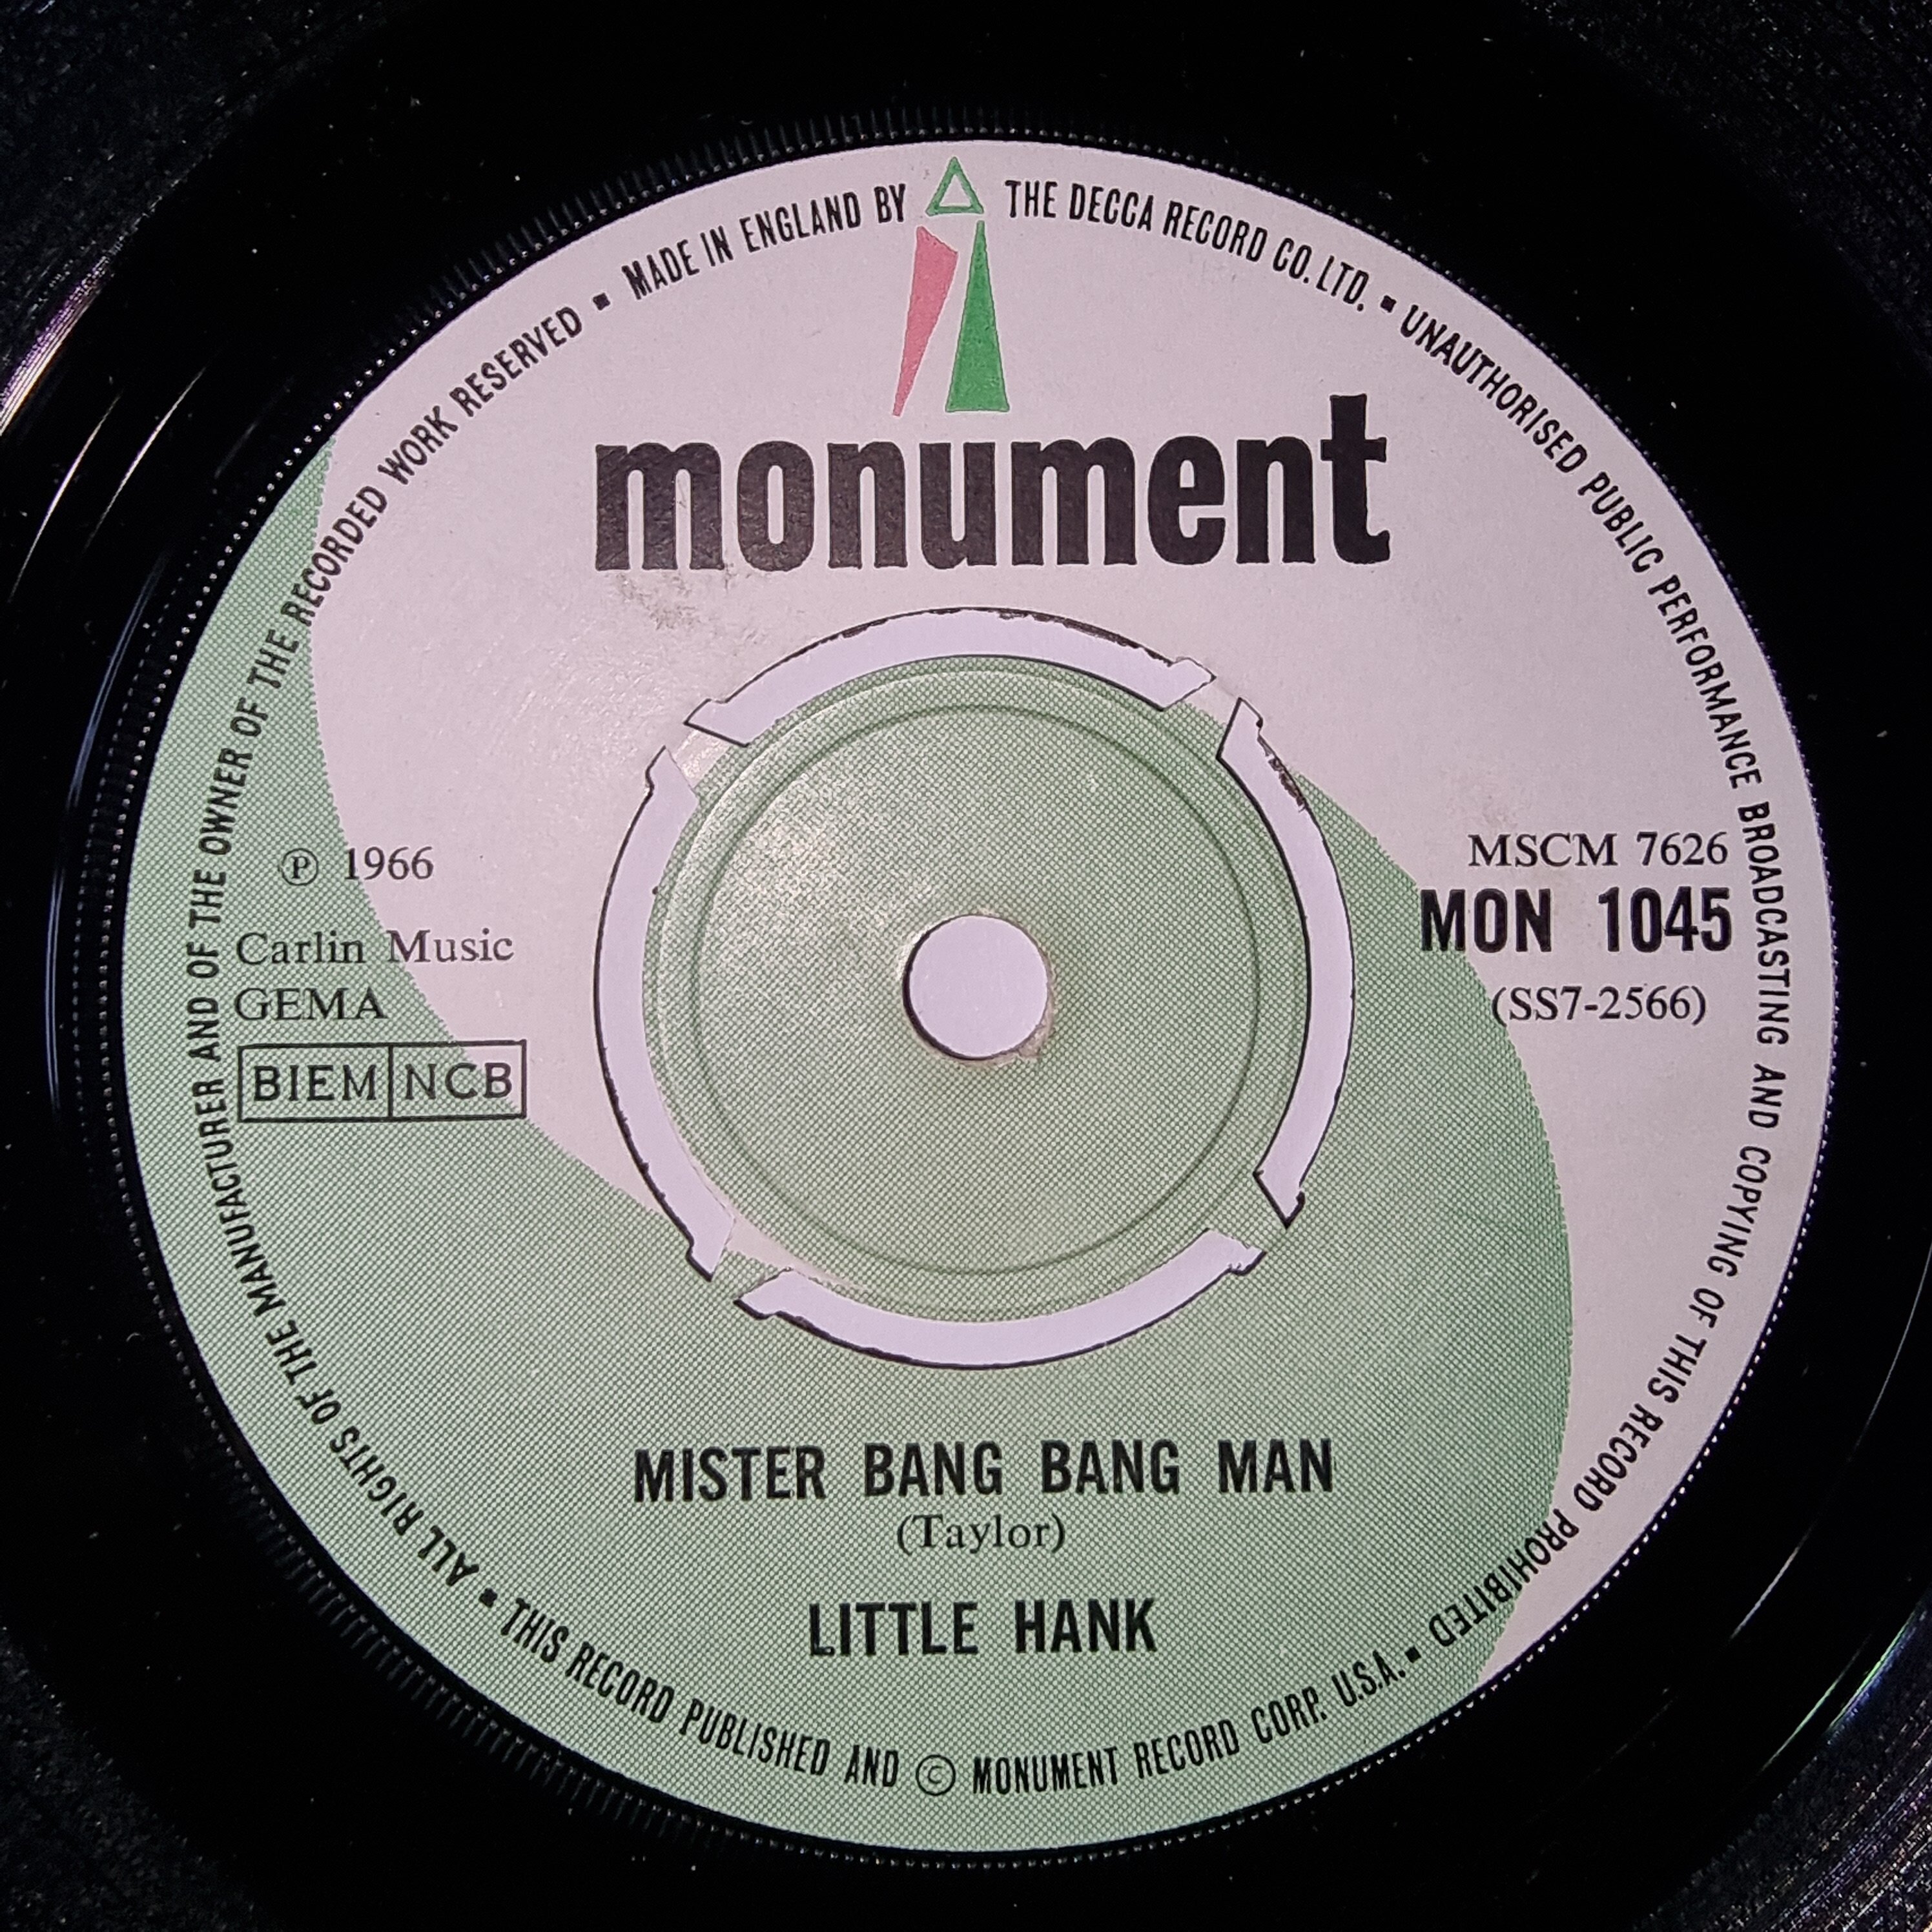 MADE IN ENGLAND BY THE DECCA RECORD CO. LTD. ▪ UNAUTHORISED PUBLIC PERFORMANCE BROADCASTING AND COPYING OF THIS RECORD PROHIBITED ▪
monument
℗ 1966
Carlin Music
GEMA
BIEM NCB
MSCM 7626
MON 1045
(SS7-2566)
MISTER BANG BANG MAN
(Taylor)
LITTLE HANK
THIS RECORD PUBLISHED AND © MONUMENT RECORD CORP. U.S.A. ▪
ALL RIGHTS OF THE MANUFACTURER AND OF THE OWNER OF THE RECORDED WORK RESERVED ▪